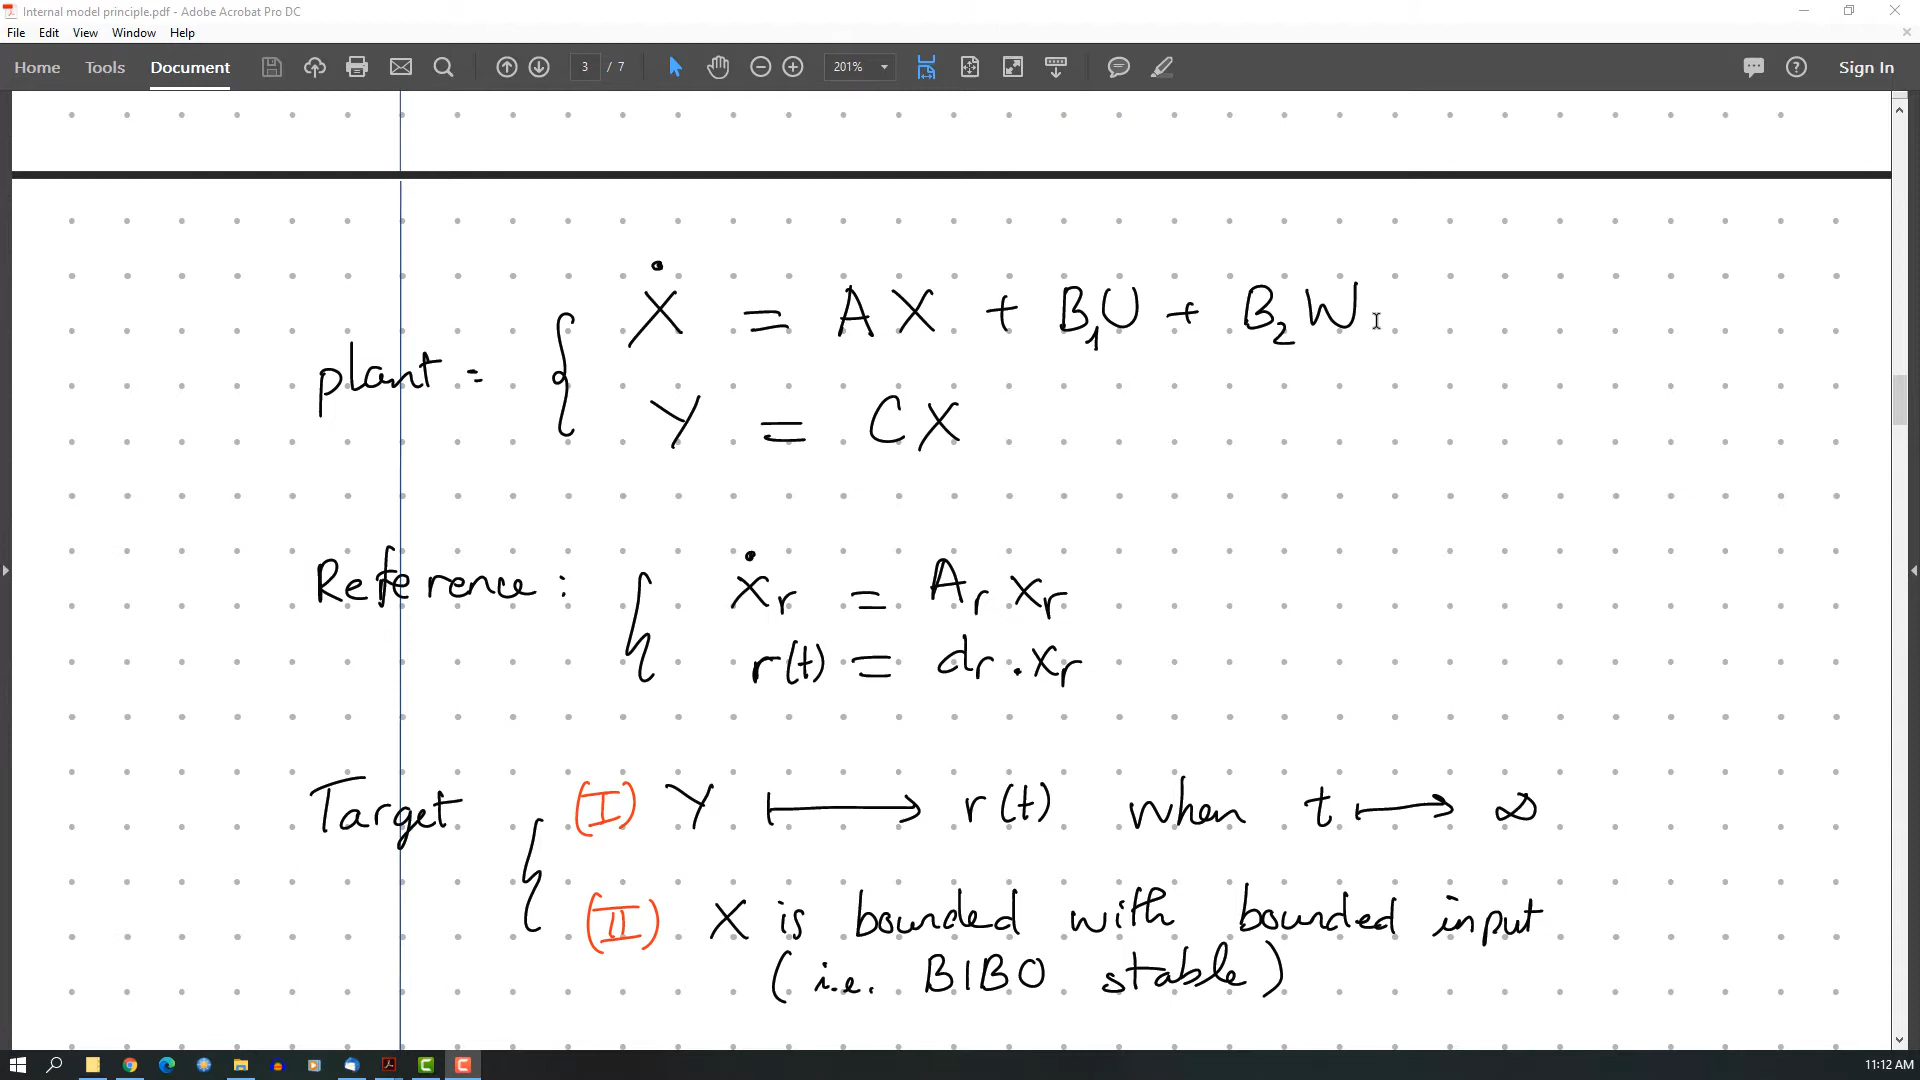 Internal model principle.pdf - Adobe Acrobat Pro DC
File Edit View Window Help
Home Tools Document 3 / 7 201% Sign In
Ẋ = AX + B₁U + B₂W
plant = 
Y = CX
Reference : ẋr = Ar xr
r(t) = dr . xr
Target (I) Y ⟼ r(t) when t ⟼ ∞
(II) X is bounded with bounded input
(i.e. BIBO stable)
11:12 AM